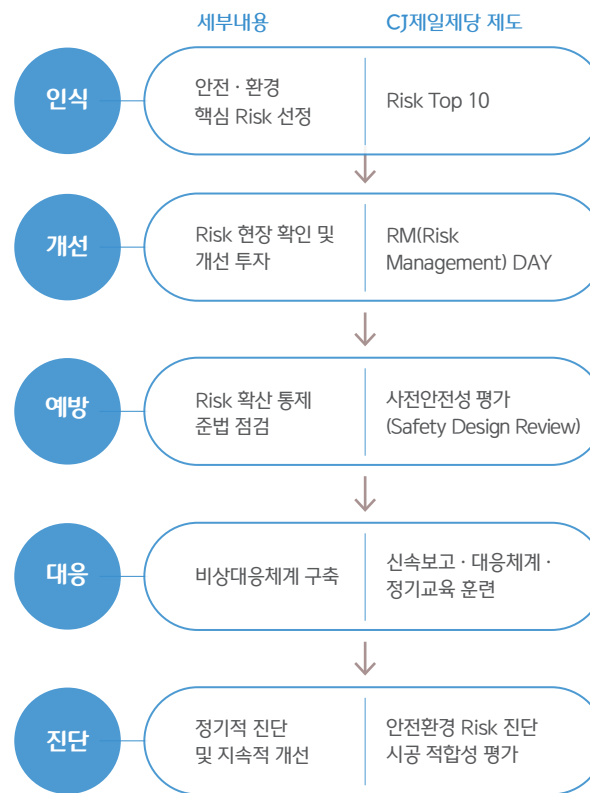 세부내용
CJ제일제당 제도
인식
안전 · 환경
핵심 Risk 선정
Risk Top 10
개선
Risk 현장 확인 및
개선 투자
RM(Risk
Management) DAY
예방
Risk 확산 통제
준법 점검
사전안전성 평가
(Safety Design Review)
대응
비상대응체계 구축
신속보고 · 대응체계 ·
정기교육 훈련
진단
정기적 진단
및 지속적 개선
안전환경 Risk 진단
시공 적합성 평가